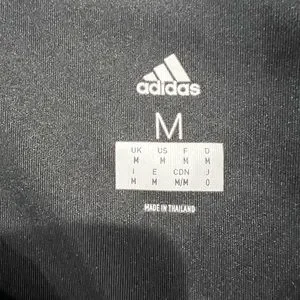 adidas
M
UK US F D
M M M M
I E CDN J
M M M/M O
MADE IN THAILAND